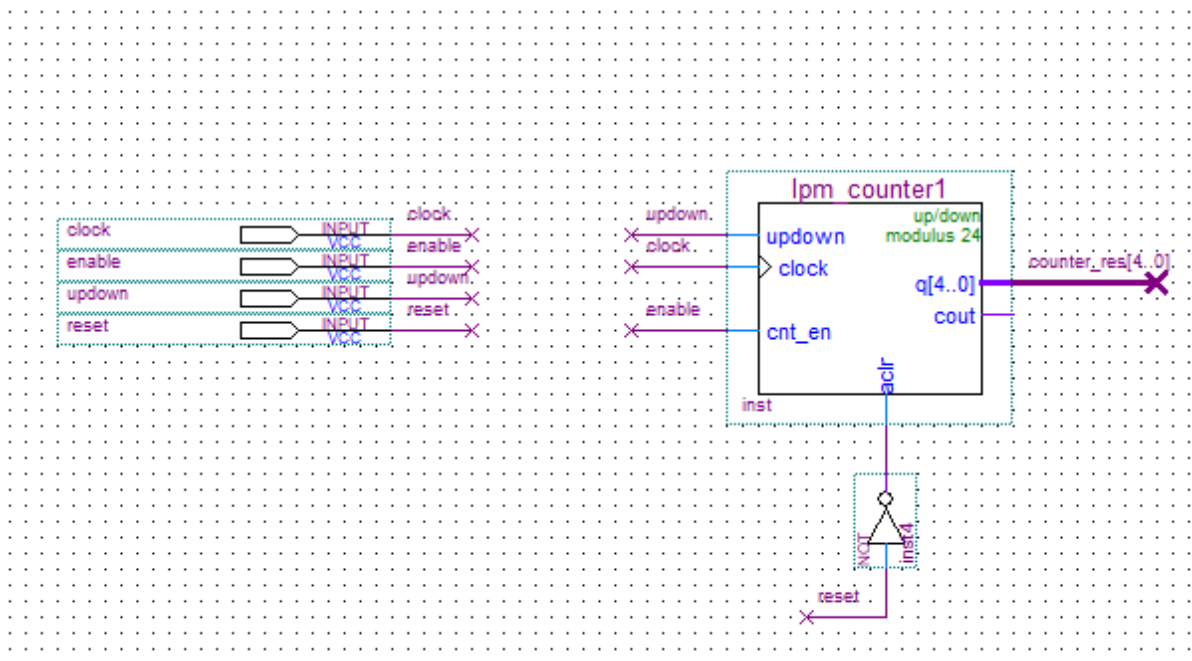 clock
INPUT
VCC
clock
enable
INPUT
VCC
enable
updown
INPUT
VCC
updown
reset
INPUT
VCC
reset
lpm_counter1
up/down
modulus 24
updown
updown
clock
clock
enable
cnt_en
q[4..0]
counter_res[4..0]
cout
aclr
inst
NOT
inst4
reset